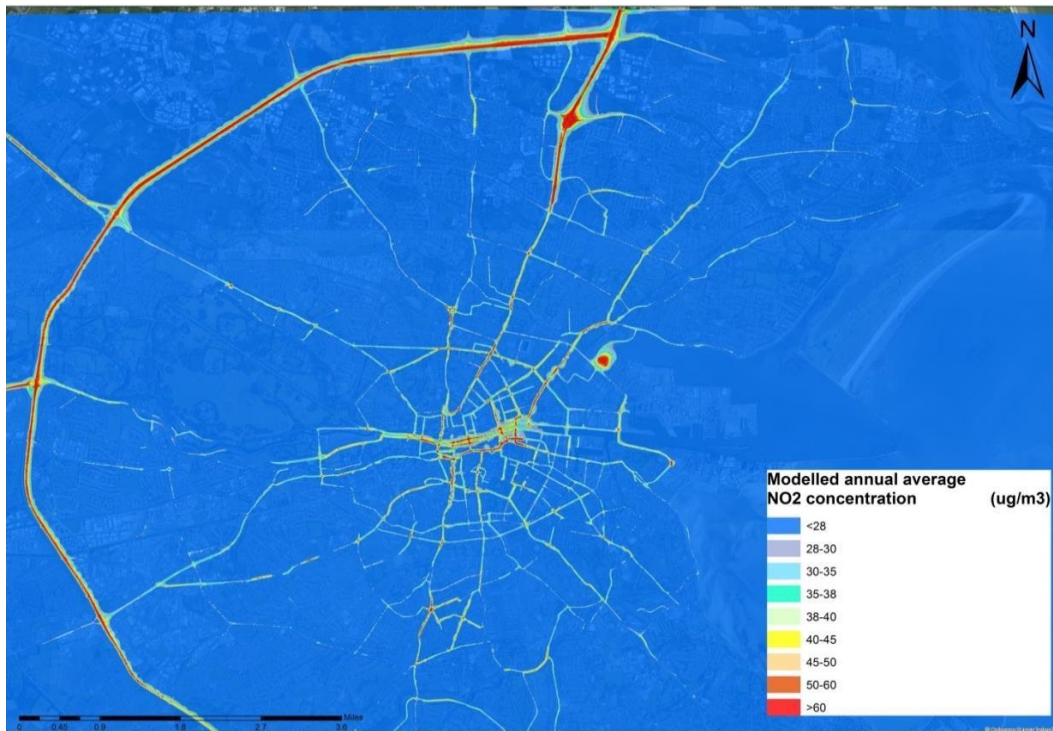 N
Modelled annual average
NO2 concentration (ug/m3)
<28
28-30
30-35
35-38
38-40
40-45
45-50
50-60
>60
Miles
0 0.45 0.9 1.8 2.7 3.6